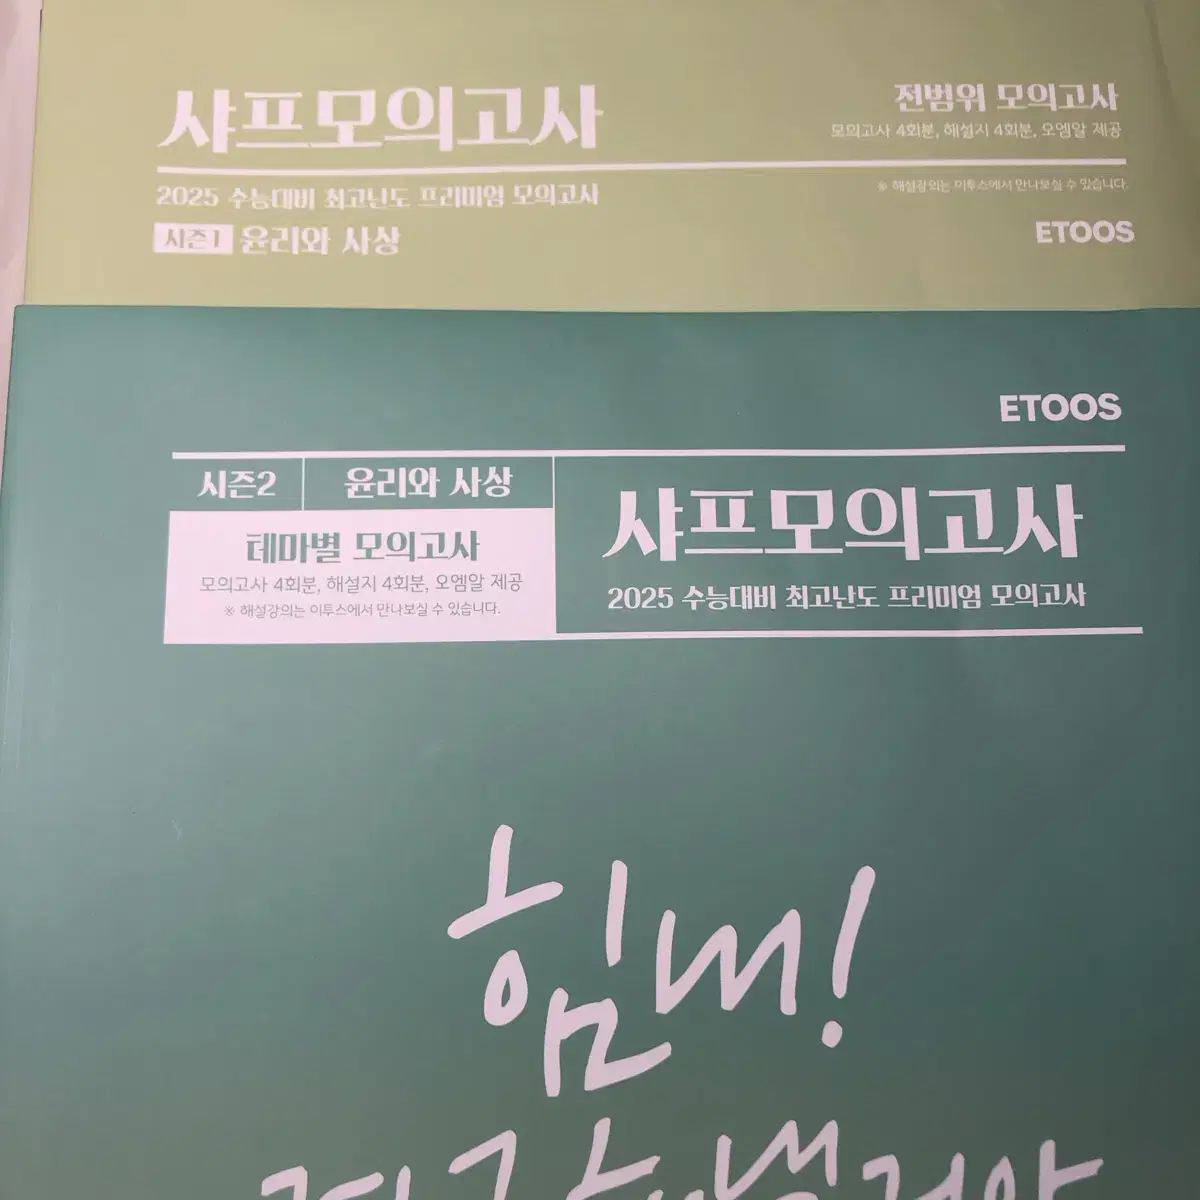 샤프모의고사
전범위 모의고사
모의고사 4회분, 해설지 4회분, 오엠알 제공
2025 수능대비 최고난도 프리미엄 모의고사
※ 해설강의는 이투스에서 만나보실 수 있습니다.
시즌1 윤리와 사상
ETOOS
ETOOS
시즌2 윤리와 사상
테마별 모의고사
모의고사 4회분, 해설지 4회분, 오엠알 제공
※ 해설강의는 이투스에서 만나보실 수 있습니다.
샤프모의고사
2025 수능대비 최고난도 프리미엄 모의고사
힘내!